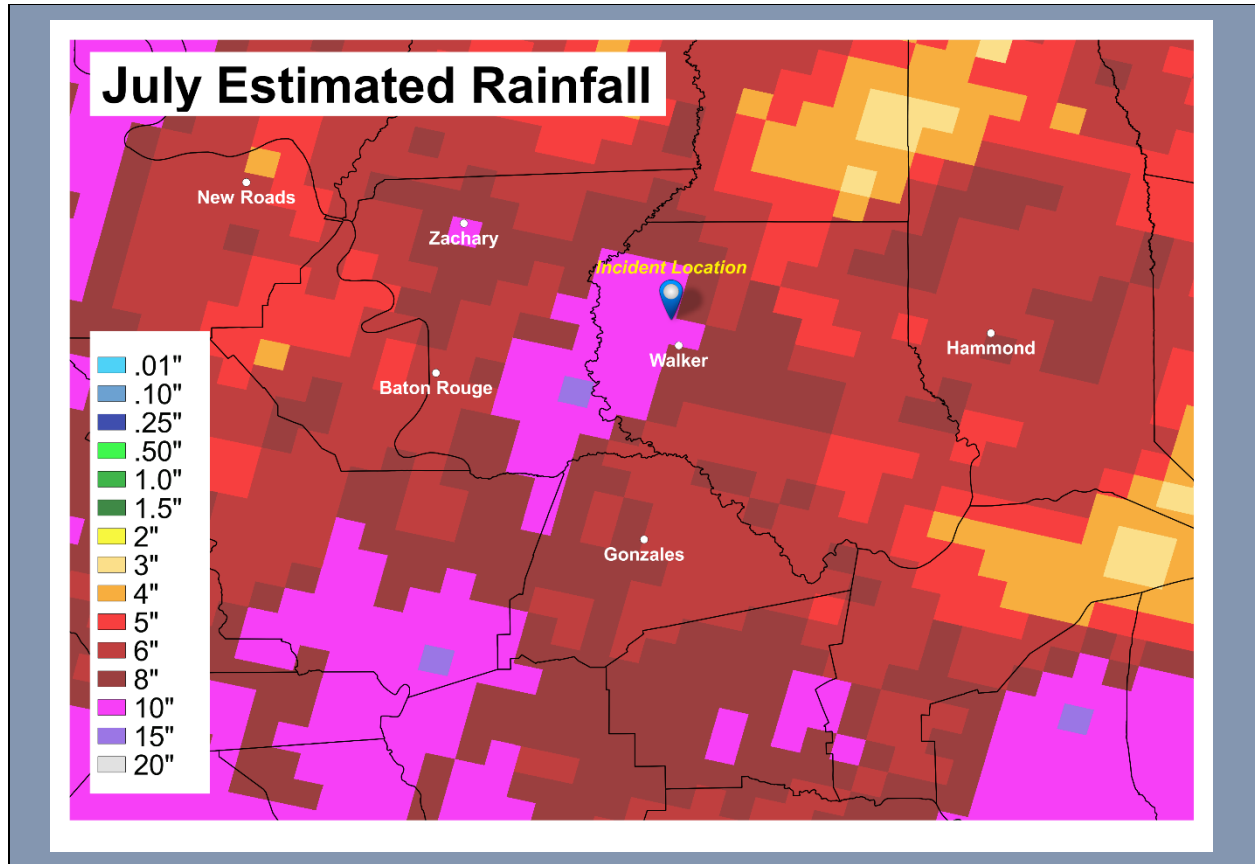 July Estimated Rainfall
New Roads
Zachary
Incident Location
Walker
Hammond
Baton Rouge
Gonzales
.01"
.10"
.25"
.50"
1.0"
1.5"
2"
3"
4"
5"
6"
8"
10"
15"
20"